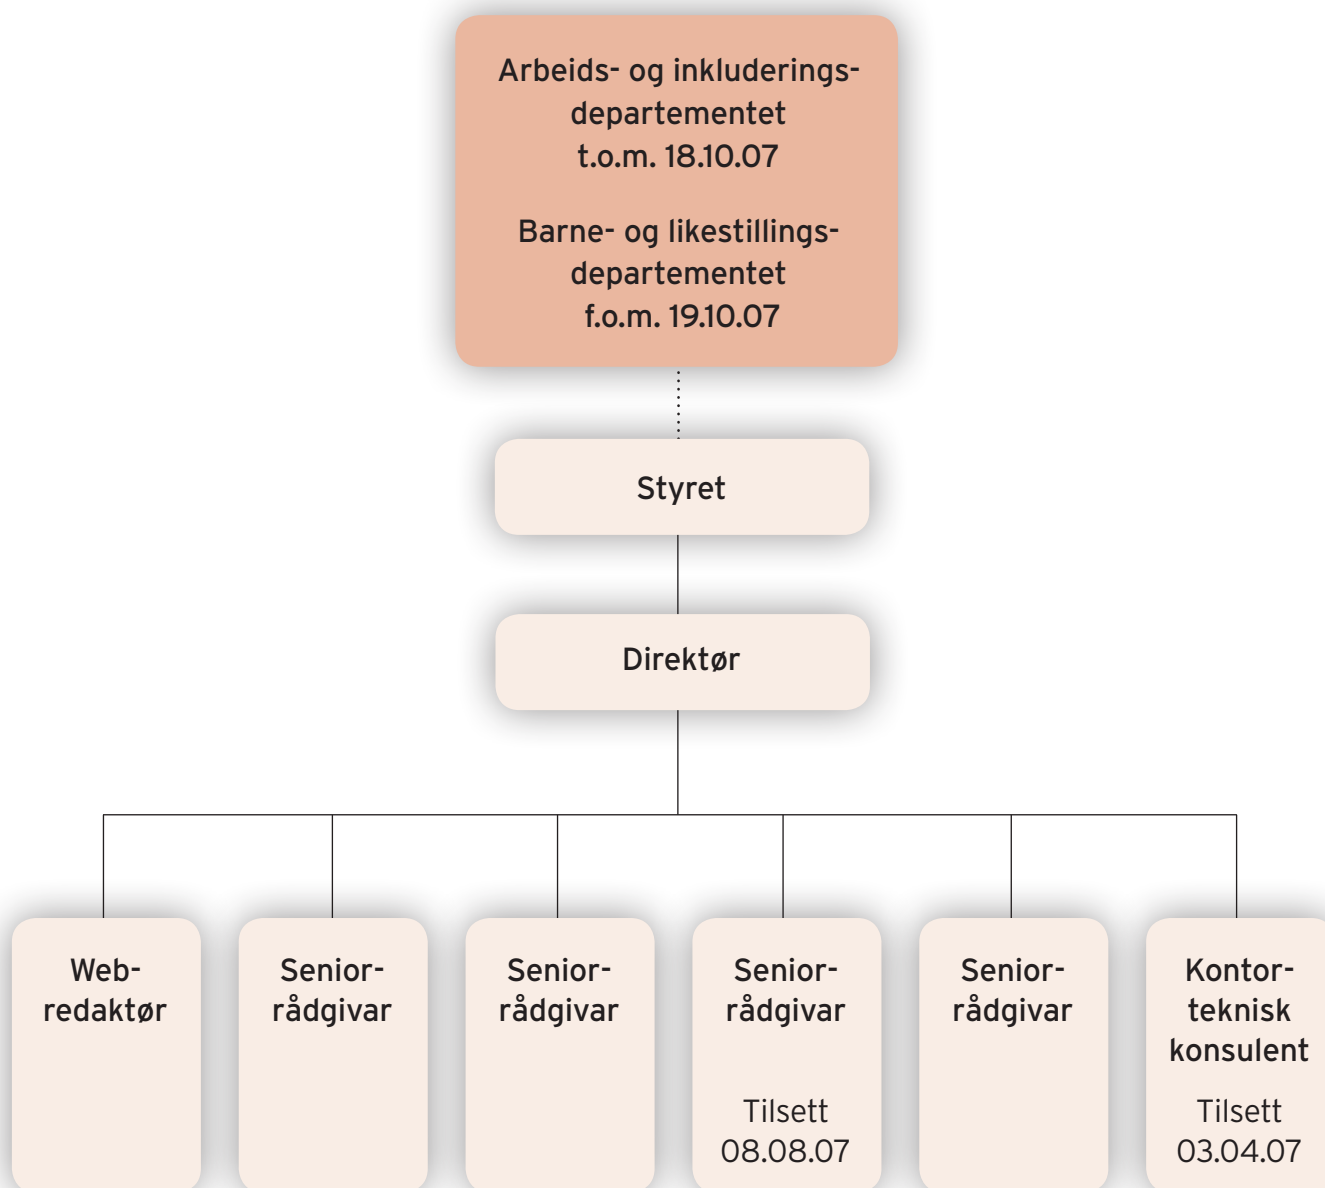 Arbeids- og inkluderings-
departementet
t.o.m. 18.10.07
Barne- og likestillings-
departementet
f.o.m. 19.10.07
Styret
Direktør
Web-
redaktør
Senior-
rådgivar
Senior-
rådgivar
Senior-
rådgivar
Tilsett
08.08.07
Senior-
rådgivar
Kontor-
teknisk
konsulent
Tilsett
03.04.07